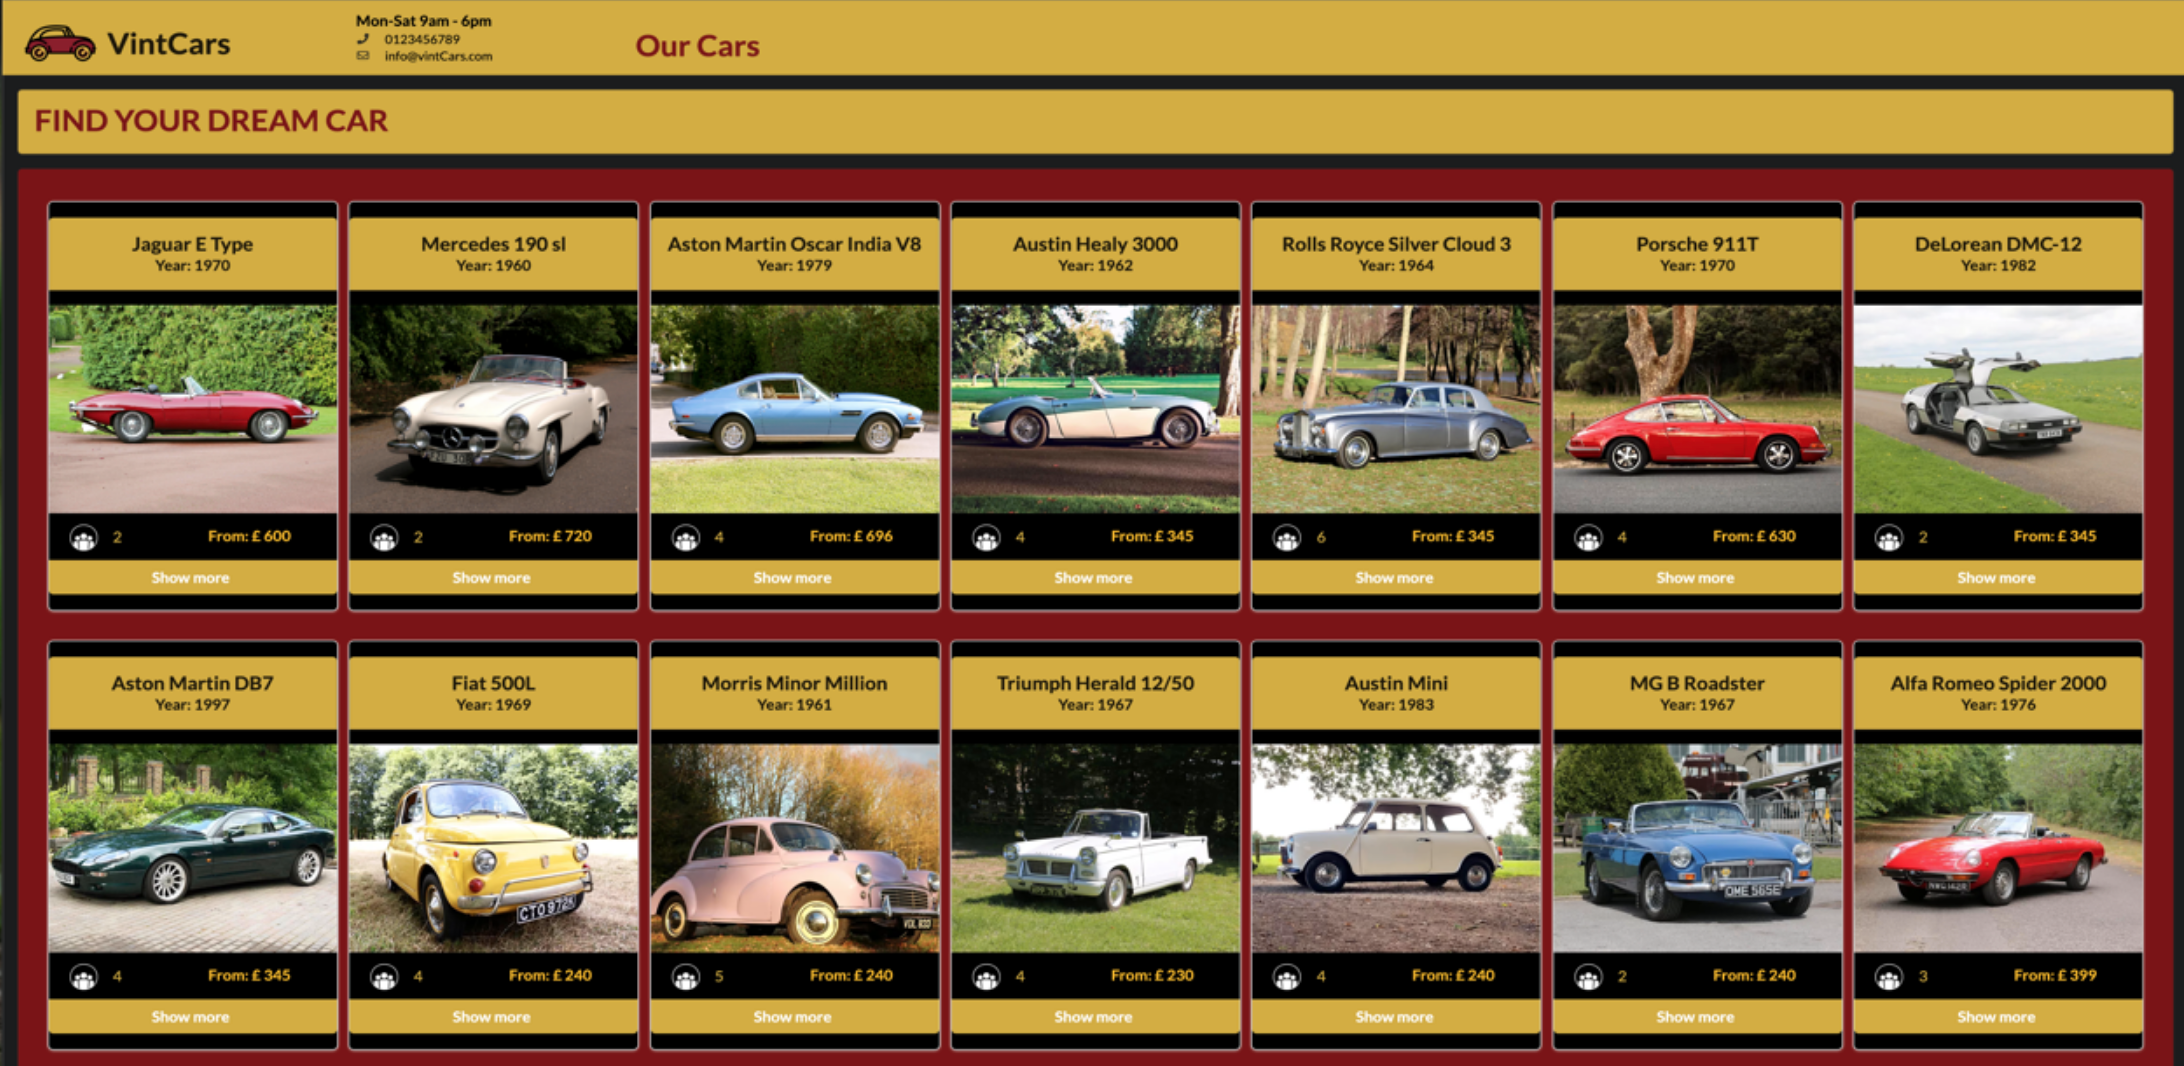 VintCars
Mon-Sat 9am - 6pm
0123456789
info@vintCars.com
Our Cars
FIND YOUR DREAM CAR
Jaguar E Type
Year: 1970
2 From: £ 600
Show more
Mercedes 190 sl
Year: 1960
2 From: £ 720
Show more
Aston Martin Oscar India V8
Year: 1979
4 From: £ 696
Show more
Austin Healy 3000
Year: 1962
4 From: £ 345
Show more
Rolls Royce Silver Cloud 3
Year: 1964
6 From: £ 345
Show more
Porsche 911T
Year: 1970
4 From: £ 630
Show more
DeLorean DMC-12
Year: 1982
2 From: £ 345
Show more
Aston Martin DB7
Year: 1997
4 From: £ 345
Show more
Fiat 500L
Year: 1969
CTO 972K
4 From: £ 240
Show more
Morris Minor Million
Year: 1961
5 From: £ 240
Show more
Triumph Herald 12/50
Year: 1967
4 From: £ 230
Show more
Austin Mini
Year: 1983
4 From: £ 240
Show more
MG B Roadster
Year: 1967
OME 565E
2 From: £ 240
Show more
Alfa Romeo Spider 2000
Year: 1976
3 From: £ 399
Show more